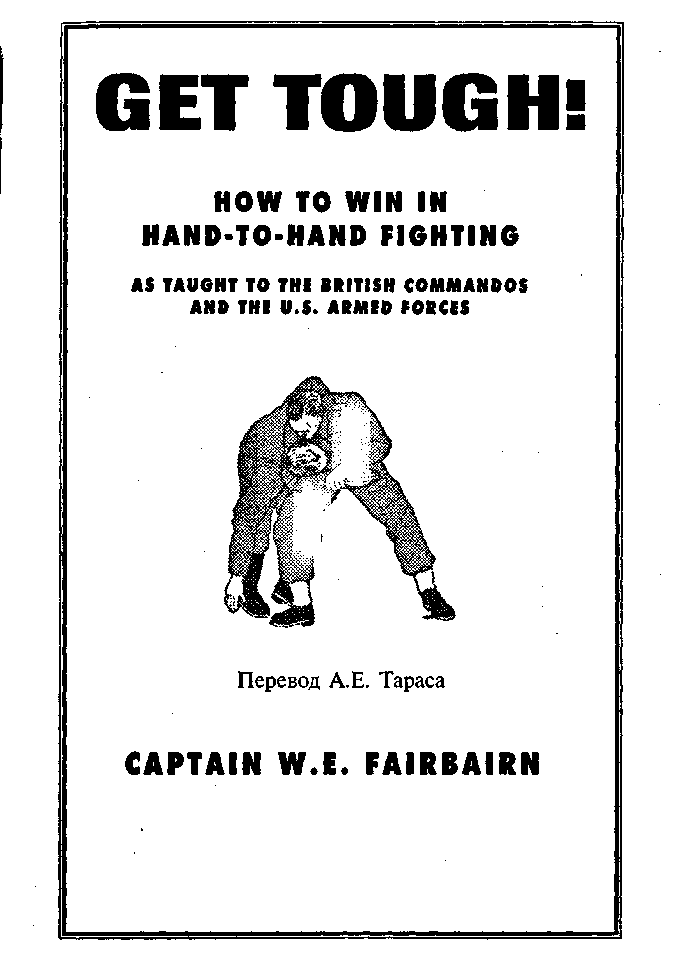 GET TOUGH!
HOW TO WIN IN
HAND-TO-HAND FIGHTING
AS TAUGHT TO THE BRITISH COMMANDOS
AND THE U.S. ARMED FORCES
Перевод А.Е. Тараса
CAPTAIN W.E. FAIRBAIRN